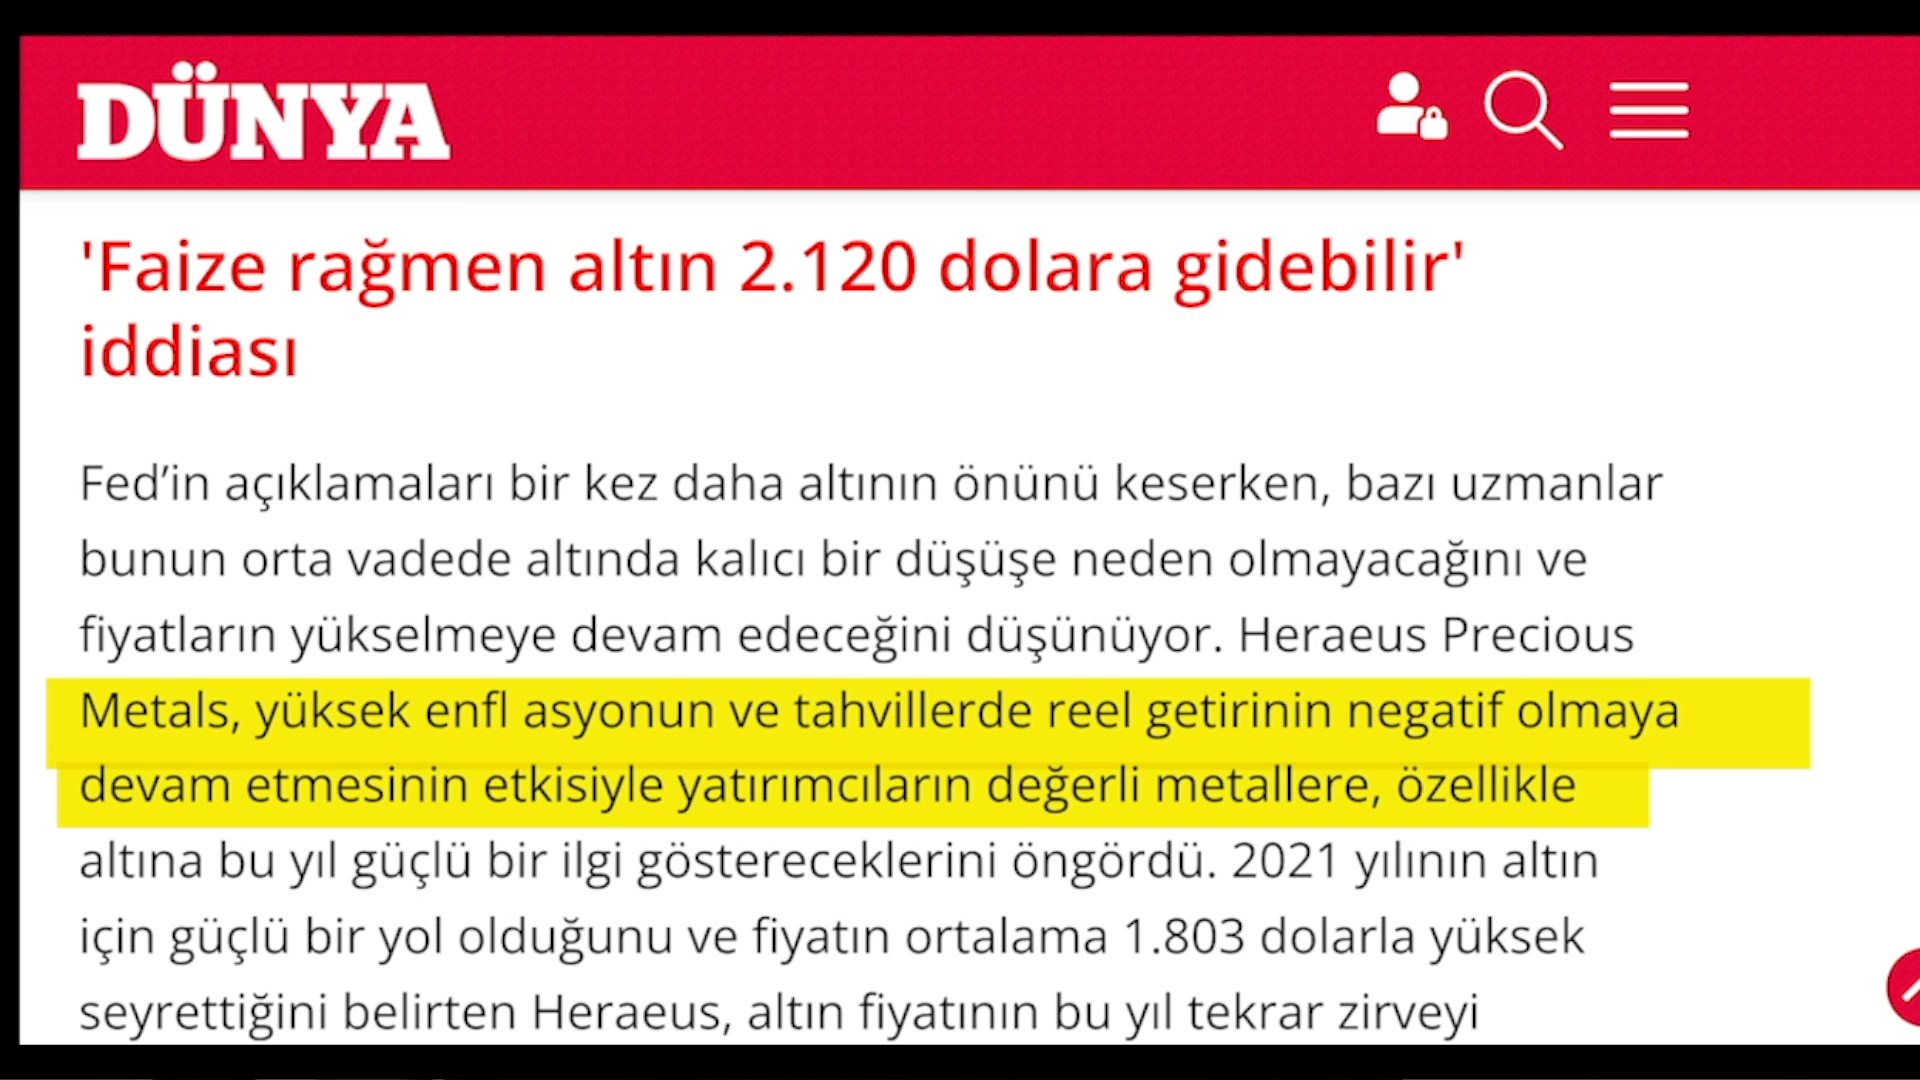 DÜNYA
'Faize rağmen altın 2.120 dolara gidebilir'
iddiası
Fed’in açıklamaları bir kez daha altının önünü keserken, bazı uzmanlar
bunun orta vadede altında kalıcı bir düşüşe neden olmayacağını ve
fiyatların yükselmeye devam edeceğini düşünüyor. Heraeus Precious
Metals, yüksek enfl asyonun ve tahvillerde reel getirinin negatif olmaya
devam etmesinin etkisiyle yatırımcıların değerli metallere, özellikle
altına bu yıl güçlü bir ilgi göstereceklerini öngördü. 2021 yılının altın
için güçlü bir yol olduğunu ve fiyatın ortalama 1.803 dolarla yüksek
seyrettiğini belirten Heraeus, altın fiyatının bu yıl tekrar zirveyi